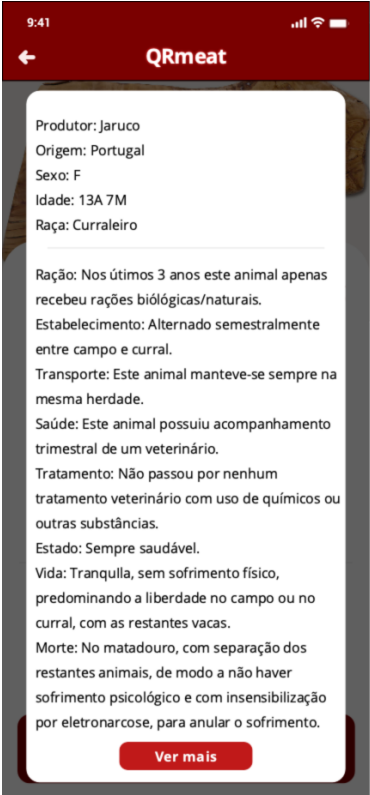 9:41
QRmeat
Produtor: Jaruco
Origem: Portugal
Sexo: F
Idade: 13A 7M
Raça: Curraleiro
Ração: Nos útimos 3 anos este animal apenas
recebeu rações biólógicas/naturais.
Estabelecimento: Alternado semestralmente
entre campo e curral.
Transporte: Este animal manteve-se sempre na
mesma herdade.
Saúde: Este animal possuiu acompanhamento
trimestral de um veterinário.
Tratamento: Não passou por nenhum
tratamento veterinário com uso de químicos ou
outras substâncias.
Estado: Sempre saudável.
Vida: Tranqulla, sem sofrimento físico,
predominando a liberdade no campo ou no
curral, com as restantes vacas.
Morte: No matadouro, com separação dos
restantes animais, de modo a não haver
sofrimento psicológico e com insensibilização
por eletronarcose, para anular o sofrimento.
Ver mais